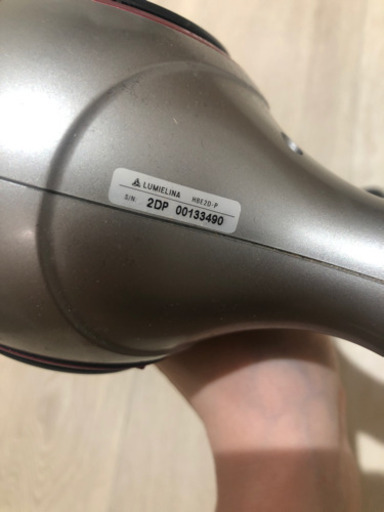 LUMIELINA HBE2D-P
S/N 2DP 00133490